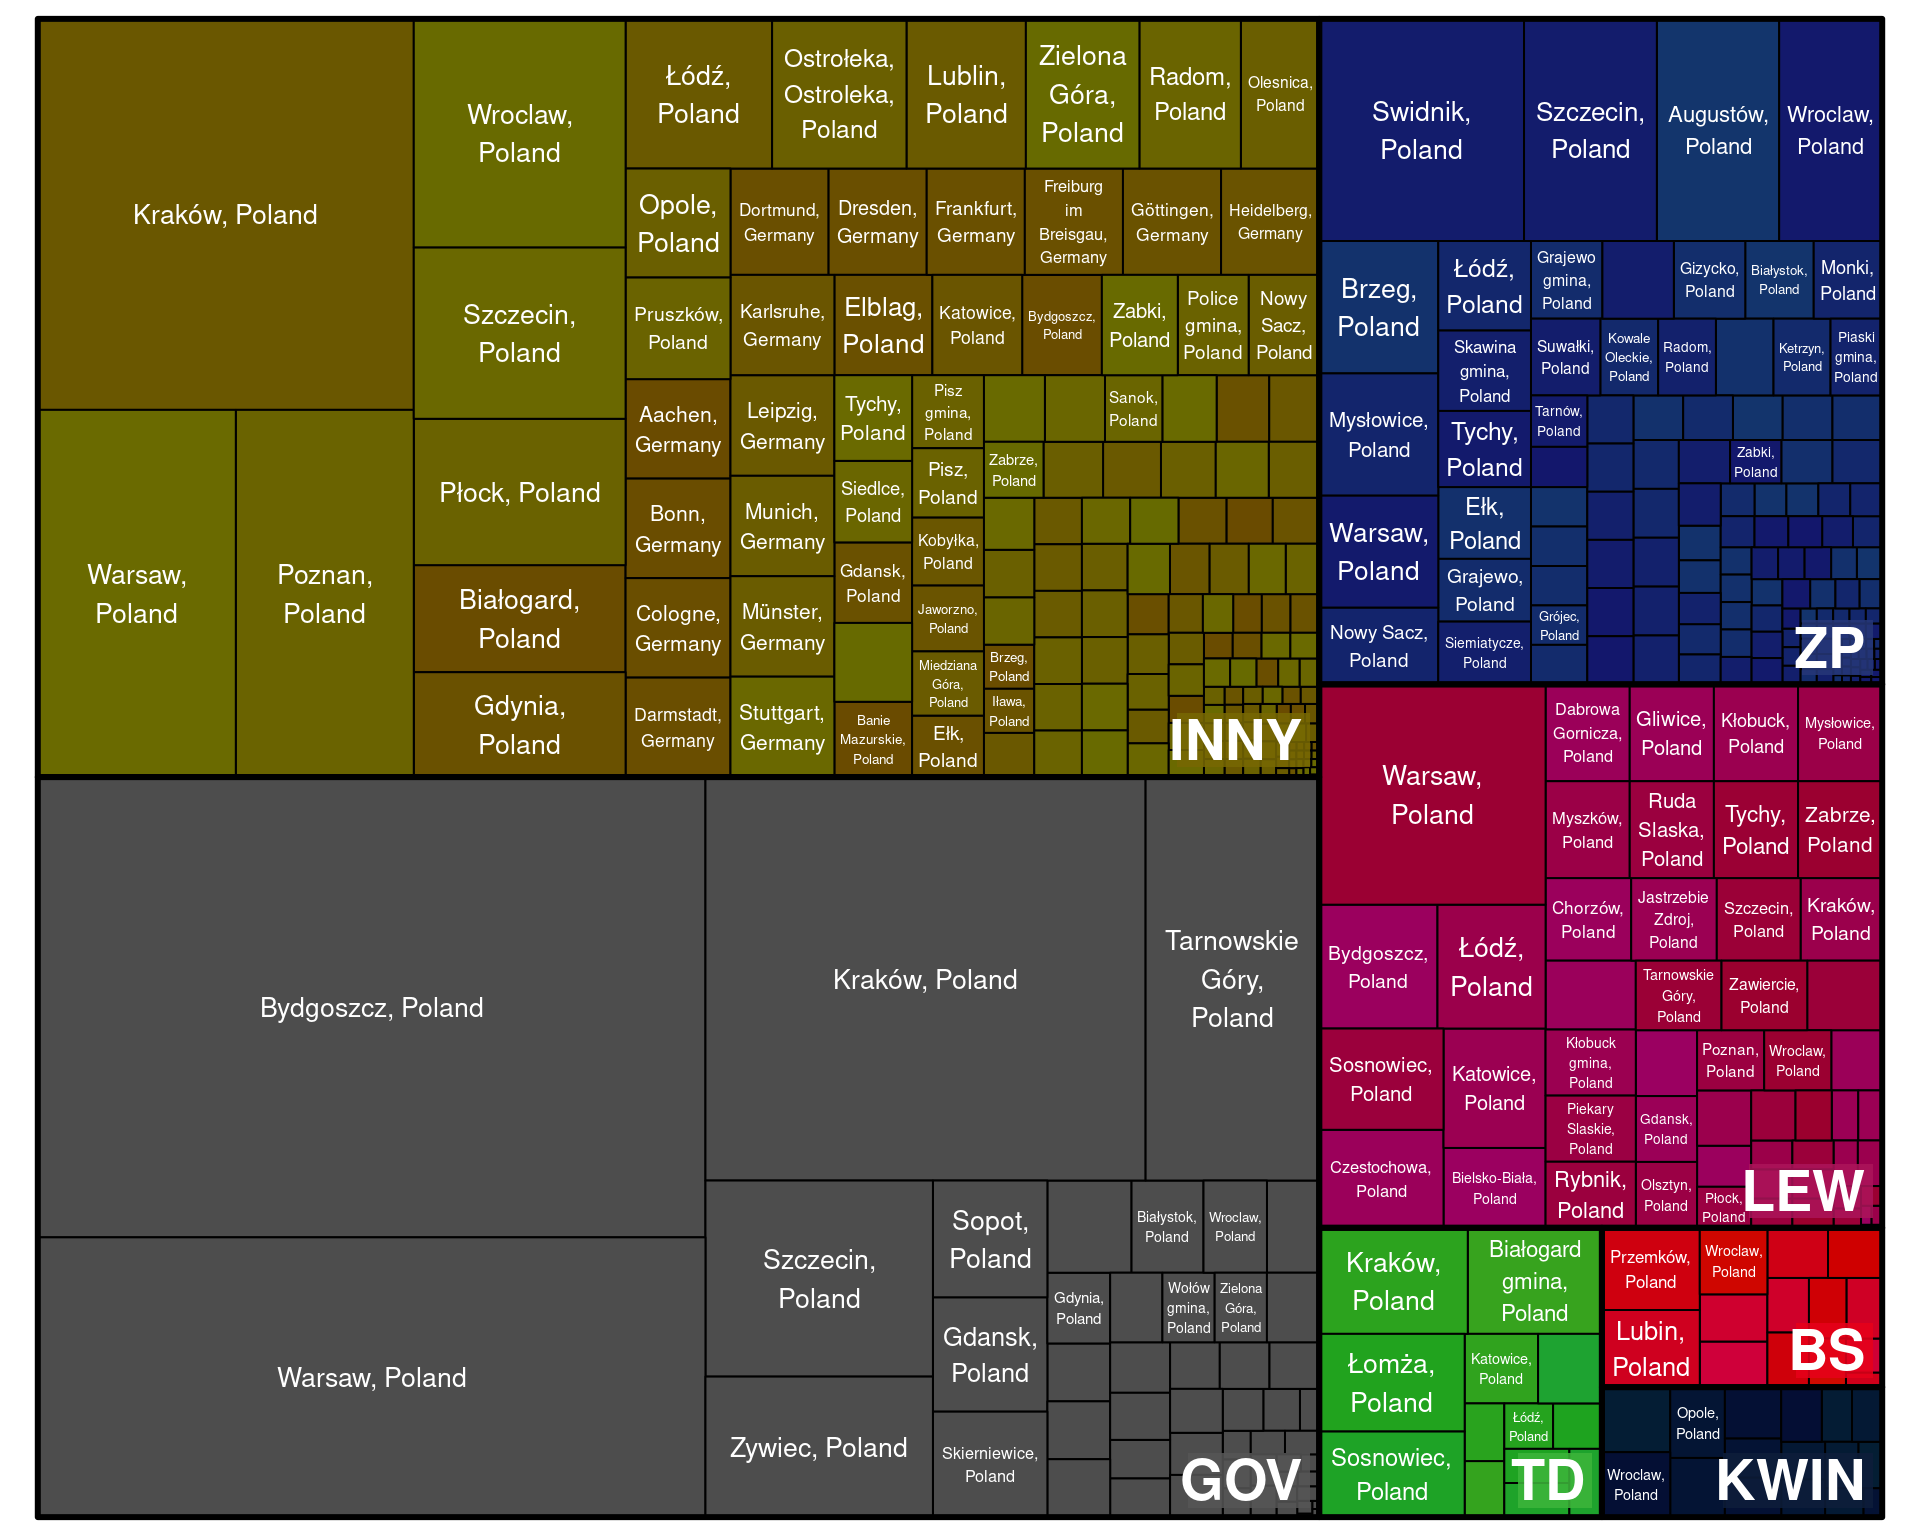 Kraków, Poland
Warsaw,
Poland
Poznan,
Poland
Wroclaw,
Poland
Szczecin,
Poland
Płock, Poland
Białogard,
Poland
Gdynia,
Poland
Łódź,
Poland
Ostrołeka,
Ostroleka,
Poland
Lublin,
Poland
Zielona
Góra,
Poland
Radom,
Poland
Olesnica,
Poland
Opole,
Poland
Pruszków,
Poland
Aachen,
Germany
Bonn,
Germany
Cologne,
Germany
Darmstadt,
Germany
Dortmund,
Germany
Dresden,
Germany
Frankfurt,
Germany
Freiburg
im
Breisgau,
Germany
Göttingen,
Germany
Heidelberg,
Germany
Karlsruhe,
Germany
Leipzig,
Germany
Munich,
Germany
Münster,
Germany
Stuttgart,
Germany
Elblag,
Poland
Katowice,
Poland
Bydgoszcz,
Poland
Zabki,
Poland
Police
gmina,
Poland
Nowy
Sacz,
Poland
Tychy,
Poland
Siedlce,
Poland
Gdansk,
Poland
Banie
Mazurskie,
Poland
Pisz
gmina,
Poland
Pisz,
Poland
Kobyłka,
Poland
Jaworzno,
Poland
Miedziana
Góra,
Poland
Ełk,
Poland
Sanok,
Poland
Zabrze,
Poland
Brzeg,
Poland
Iława,
Poland
INNY
Swidnik,
Poland
Szczecin,
Poland
Augustów,
Poland
Wroclaw,
Poland
Brzeg,
Poland
Mysłowice,
Poland
Warsaw,
Poland
Nowy Sacz,
Poland
Łódź,
Poland
Skawina
gmina,
Poland
Tychy,
Poland
Ełk,
Poland
Grajewo,
Poland
Siemiatycze,
Poland
Grajewo
gmina,
Poland
Gizycko,
Poland
Białystok,
Poland
Monki,
Poland
Suwałki,
Poland
Kowale
Oleckie,
Poland
Radom,
Poland
Ketrzyn,
Poland
Piaski
gmina,
Poland
Tarnów,
Poland
Zabki,
Poland
Grójec,
Poland
ZP
Bydgoszcz, Poland
Warsaw, Poland
Kraków, Poland
Tarnowskie
Góry,
Poland
Szczecin,
Poland
Zywiec, Poland
Sopot,
Poland
Gdansk,
Poland
Skierniewice,
Poland
Białystok,
Poland
Wroclaw,
Poland
Gdynia,
Poland
Wołów
gmina,
Poland
Zielona
Góra,
Poland
GOV
Warsaw,
Poland
Bydgoszcz,
Poland
Łódź,
Poland
Sosnowiec,
Poland
Katowice,
Poland
Czestochowa,
Poland
Bielsko-Biała,
Poland
Dabrowa
Gornicza,
Poland
Gliwice,
Poland
Kłobuck,
Poland
Mysłowice,
Poland
Myszków,
Poland
Ruda
Slaska,
Poland
Tychy,
Poland
Zabrze,
Poland
Chorzów,
Poland
Jastrzebie
Zdroj,
Poland
Szczecin,
Poland
Kraków,
Poland
Tarnowskie
Góry,
Poland
Zawiercie,
Poland
Kłobuck
gmina,
Poland
Piekary
Slaskie,
Poland
Rybnik,
Poland
Poznan,
Poland
Wroclaw,
Poland
Gdansk,
Poland
Olsztyn,
Poland
Płock,
Poland
LEW
Kraków,
Poland
Białogard
gmina,
Poland
Łomża,
Poland
Sosnowiec,
Poland
Katowice,
Poland
Łódź,
Poland
TD
Przemków,
Poland
Wroclaw,
Poland
Lubin,
Poland
BS
Opole,
Poland
Wroclaw,
Poland
KWIN